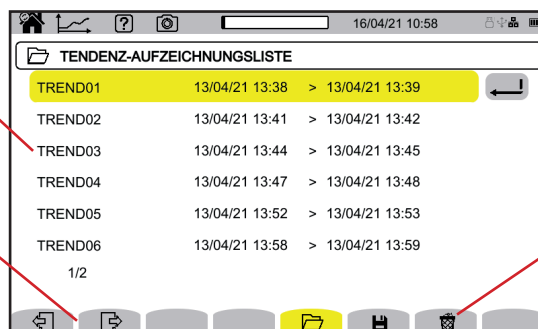 ? 16/04/21 10:58
TENDENZ-AUFZEICHNUNGSLISTE
TREND01 13/04/21 13:38 > 13/04/21 13:39
TREND02 13/04/21 13:41 > 13/04/21 13:42
TREND03 13/04/21 13:44 > 13/04/21 13:45
TREND04 13/04/21 13:47 > 13/04/21 13:48
TREND05 13/04/21 13:52 > 13/04/21 13:53
TREND06 13/04/21 13:58 > 13/04/21 13:59
1/2